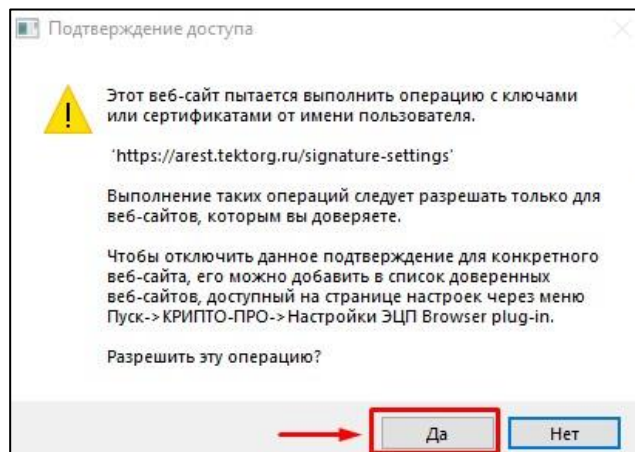 Подтверждение доступа
Этот веб-сайт пытается выполнить операцию с ключами
или сертификатами от имени пользователя.
'https://arest.tektorg.ru/signature-settings'
Выполнение таких операций следует разрешать только для
веб-сайтов, которым вы доверяете.
Чтобы отключить данное подтверждение для конкретного
веб-сайта, его можно добавить в список доверенных
веб-сайтов, доступный на странице настроек через меню
Пуск->КРИПТО-ПРО->Настройки ЭЦП Browser plug-in.
Разрешить эту операцию?
Да
Нет